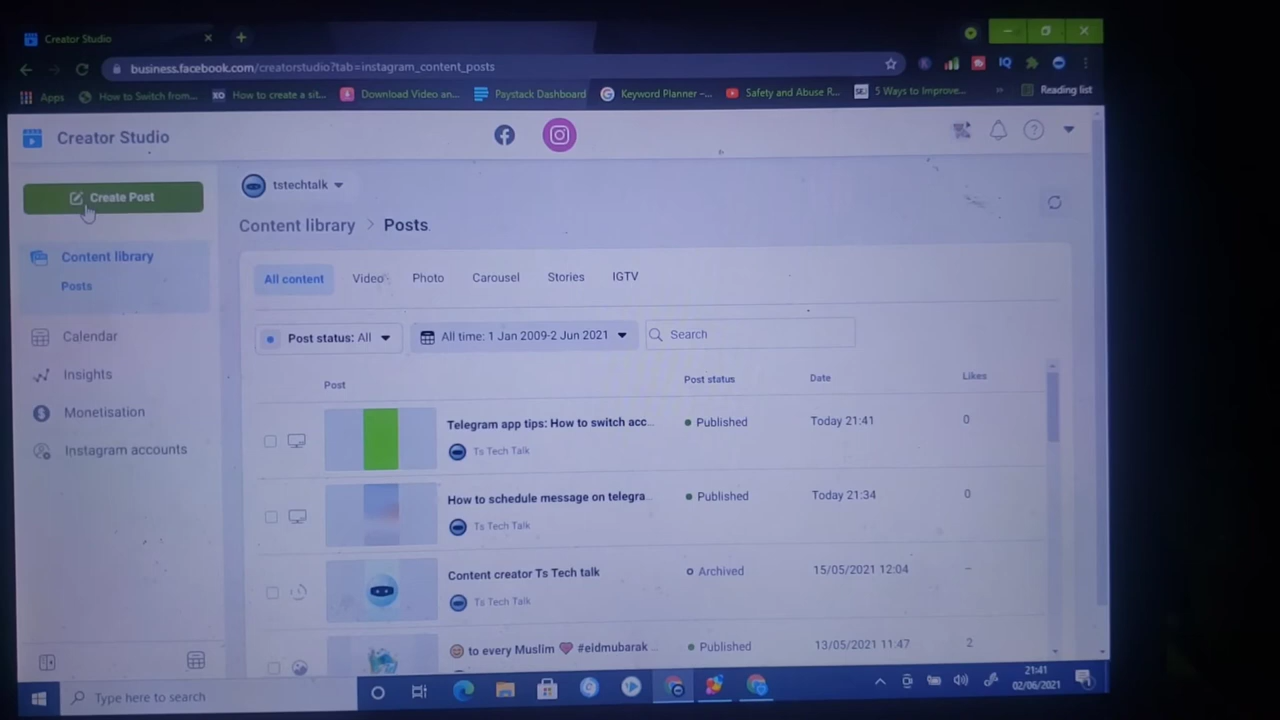 Creator Studio
business.facebook.com/creatorstudio?tab=instagram_content_posts
IQ
Apps
How to Switch from...
XO
How to create a sit...
Download Video an...
Paystack Dashboard
Keyword Planner –...
Safety and Abuse R...
SEJ
5 Ways to Improve...
»
Reading list
Creator Studio
Create Post
tstechtalk
Content library > Posts
Content library
Posts
Calendar
Insights
Monetisation
Instagram accounts
All content
Video
Photo
Carousel
Stories
IGTV
Post status: All
All time: 1 Jan 2009-2 Jun 2021
Search
Post
Post status
Date
Likes
Telegram app tips: How to switch acc...
Ts Tech Talk
Published
Today 21:41
0
How to schedule message on telegra...
Ts Tech Talk
Published
Today 21:34
0
Content creator Ts Tech talk
Ts Tech Talk
Archived
15/05/2021 12:04
–
😊 to every Muslim 💗 #eidmubarak ...
Published
13/05/2021 11:47
2
Type here to search
21:41
02/06/2021